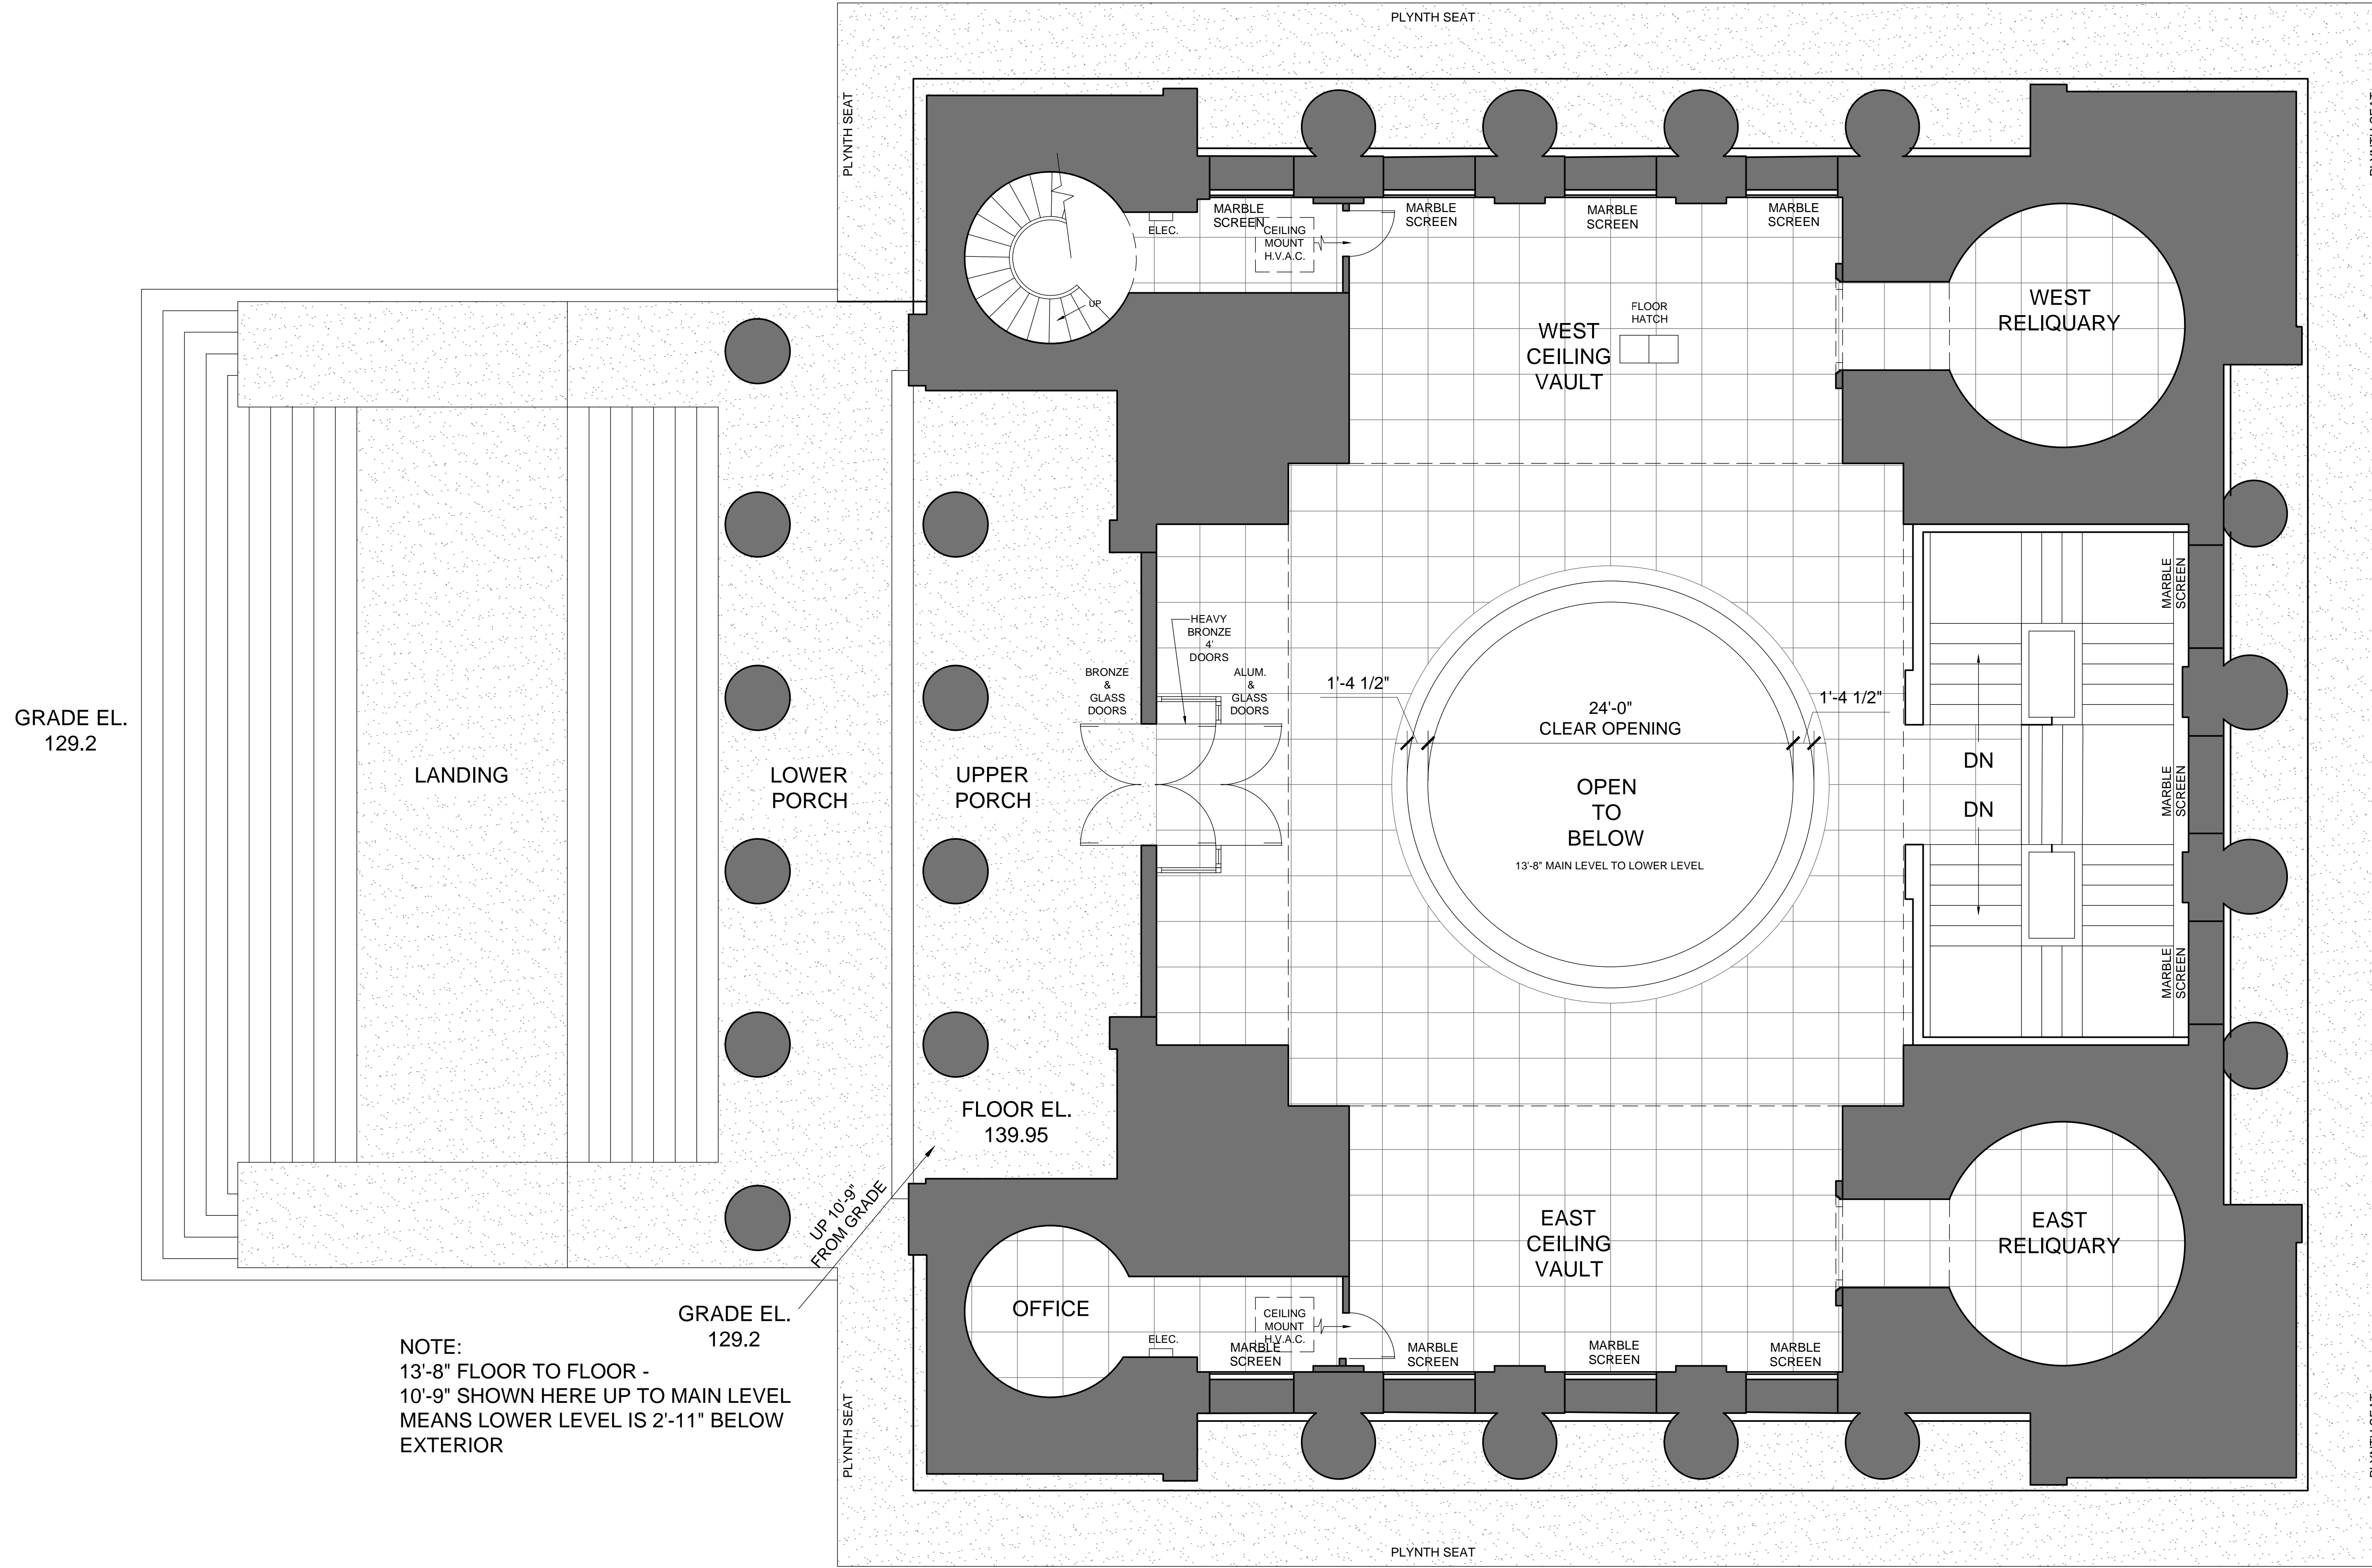 PLYNTH SEAT
PLYNTH SEAT
PLYNTH SEAT
MARBLE
SCREEN
ELEC.
CEILING
MOUNT
H.V.A.C.
MARBLE
SCREEN
MARBLE
SCREEN
MARBLE
SCREEN
UP
WEST
CEILING
VAULT
FLOOR
HATCH
WEST
RELIQUARY
MARBLE
SCREEN
HEAVY
BRONZE
4'
DOORS
BRONZE
&
GLASS
DOORS
ALUM.
&
GLASS
DOORS
1'-4 1/2"
24'-0"
CLEAR OPENING
1'-4 1/2"
GRADE EL.
129.2
LANDING
LOWER
PORCH
UPPER
PORCH
OPEN
TO
BELOW
13'-8" MAIN LEVEL TO LOWER LEVEL
DN
DN
MARBLE
SCREEN
MARBLE
SCREEN
FLOOR EL.
139.95
UP 10'-9"
FROM GRADE
GRADE EL.
129.2
OFFICE
ELEC.
CEILING
MOUNT
H.V.A.C.
MARBLE
SCREEN
MARBLE
SCREEN
MARBLE
SCREEN
MARBLE
SCREEN
EAST
CEILING
VAULT
EAST
RELIQUARY
NOTE:
13'-8" FLOOR TO FLOOR -
10'-9" SHOWN HERE UP TO MAIN LEVEL
MEANS LOWER LEVEL IS 2'-11" BELOW
EXTERIOR
PLYNTH SEAT
PLYNTH SEAT
PLYNTH SEAT